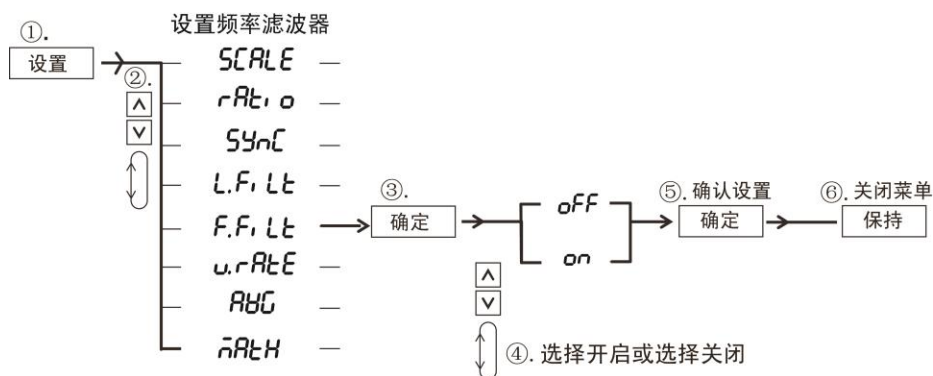 设置频率滤波器
①.
设置
②.
SCALE
rAtio
SYnC
L.FiLt
F.FiLt
u.rAtE
AVG
MAtH
③.
确定
oFF
on
④. 选择开启或选择关闭
⑤. 确认设置
确定
⑥. 关闭菜单
保持